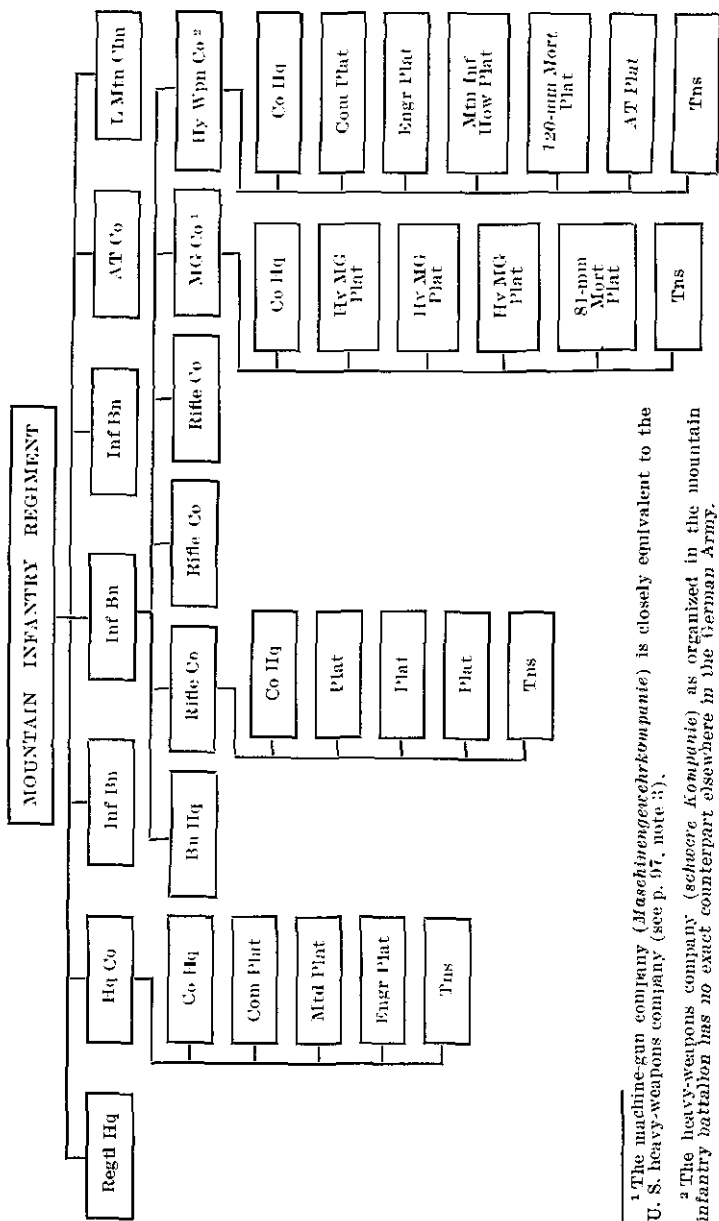 MOUNTAIN INFANTRY REGIMENT
Regtl Hq
Hq Co
Inf Bn
Inf Bn
Inf Bn
AT Co
L Mtn Clm
Co Hq
Com Plat
Mtd Plat
Engr Plat
Tns
Bn Hq
Rifle Co
Rifle Co
Rifle Co
MG Co ¹
Hy Wpn Co ²
Co Hq
Plat
Plat
Plat
Tns
Co Hq
Hv MG
Plat
Hv MG
Plat
Hv MG
Plat
81-mm
Mort
Plat
Tns
Co Hq
Com Plat
Engr Plat
Mtn Inf
How Plat
120-mm Mort
Plat
AT Plat
Tns
¹ The machine-gun company (Maschinengewehrkompanie) is closely equivalent to the
U. S. heavy-weapons company (see p. 97, note 3).
² The heavy-weapons company (schwere Kompanie) as organized in the mountain
infantry battalion has no exact counterpart elsewhere in the German Army.